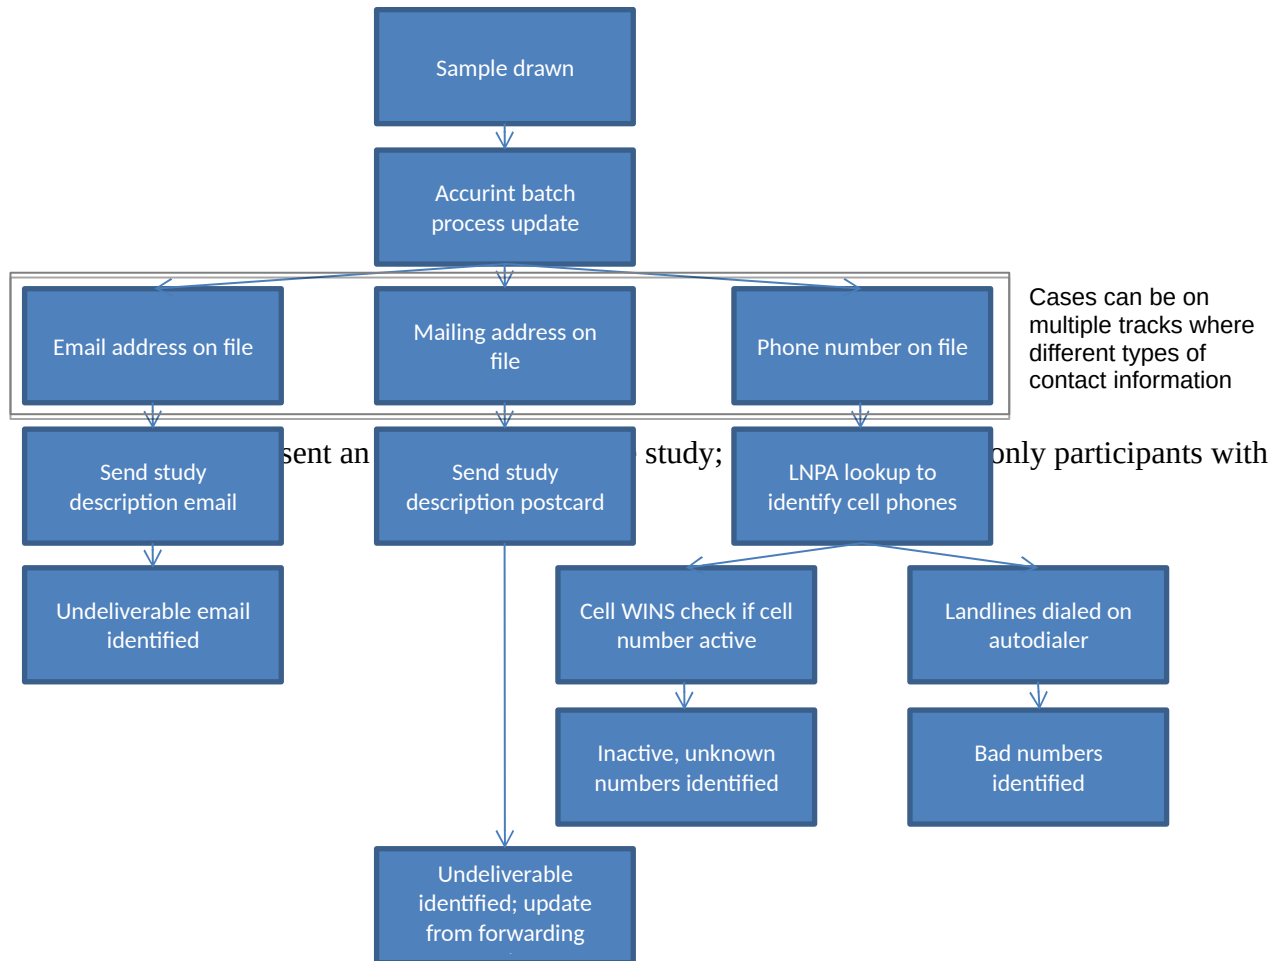 Sample drawn
Accurint batch
process update
Email address on file
Mailing address on
file
Phone number on file
Cases can be on
multiple tracks where
different types of
contact information
Send study
description email
sent an
Send study
description postcard
study;
LNPA lookup to
identify cell phones
only participants with
Undeliverable email
identified
Cell WINS check if cell
number active
Landlines dialed on
autodialer
Inactive, unknown
numbers identified
Bad numbers
identified
Undeliverable
identified; update
from forwarding